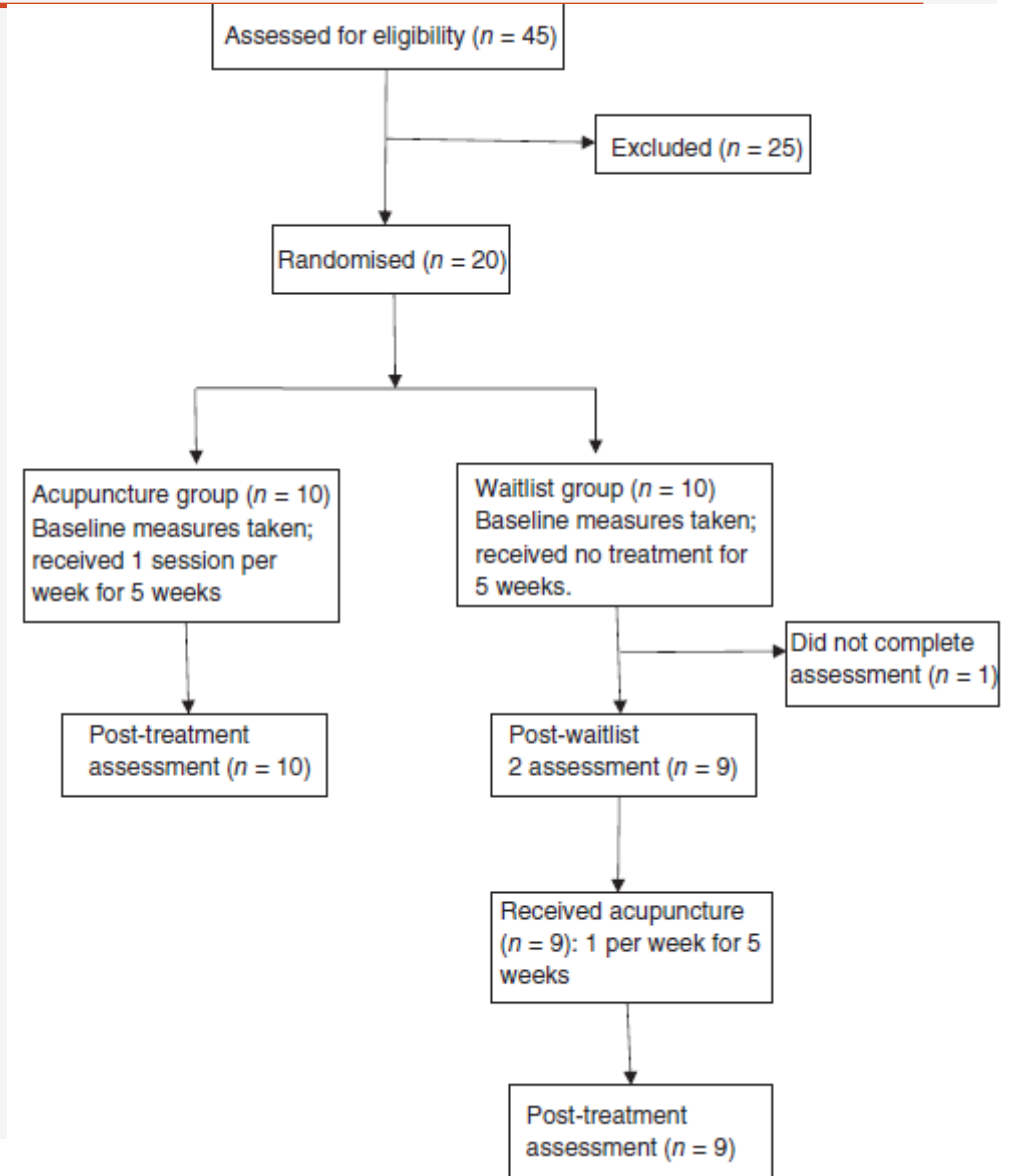 Assessed for eligibility (n = 45)
Excluded (n = 25)
Randomised (n = 20)
Acupuncture group (n = 10)
Baseline measures taken;
received 1 session per
week for 5 weeks
Waitlist group (n = 10)
Baseline measures taken;
received no treatment for
5 weeks.
Did not complete
assessment (n = 1)
Post-treatment
assessment (n = 10)
Post-waitlist
2 assessment (n = 9)
Received acupuncture
(n = 9): 1 per week for 5
weeks
Post-treatment
assessment (n = 9)